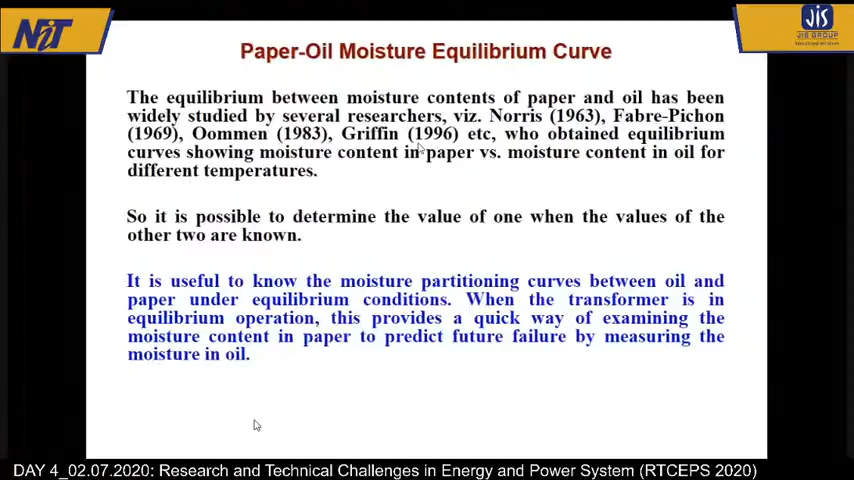 NiT
JIS
JIS GROUP
Paper-Oil Moisture Equilibrium Curve
The equilibrium between moisture contents of paper and oil has been
widely studied by several researchers, viz. Norris (1963), Fabre-Pichon
(1969), Oommen (1983), Griffin (1996) etc, who obtained equilibrium
curves showing moisture content in paper vs. moisture content in oil for
different temperatures.
So it is possible to determine the value of one when the values of the
other two are known.
It is useful to know the moisture partitioning curves between oil and
paper under equilibrium conditions. When the transformer is in
equilibrium operation, this provides a quick way of examining the
moisture content in paper to predict future failure by measuring the
moisture in oil.
DAY 4_02.07.2020: Research and Technical Challenges in Energy and Power System (RTCEPS 2020)